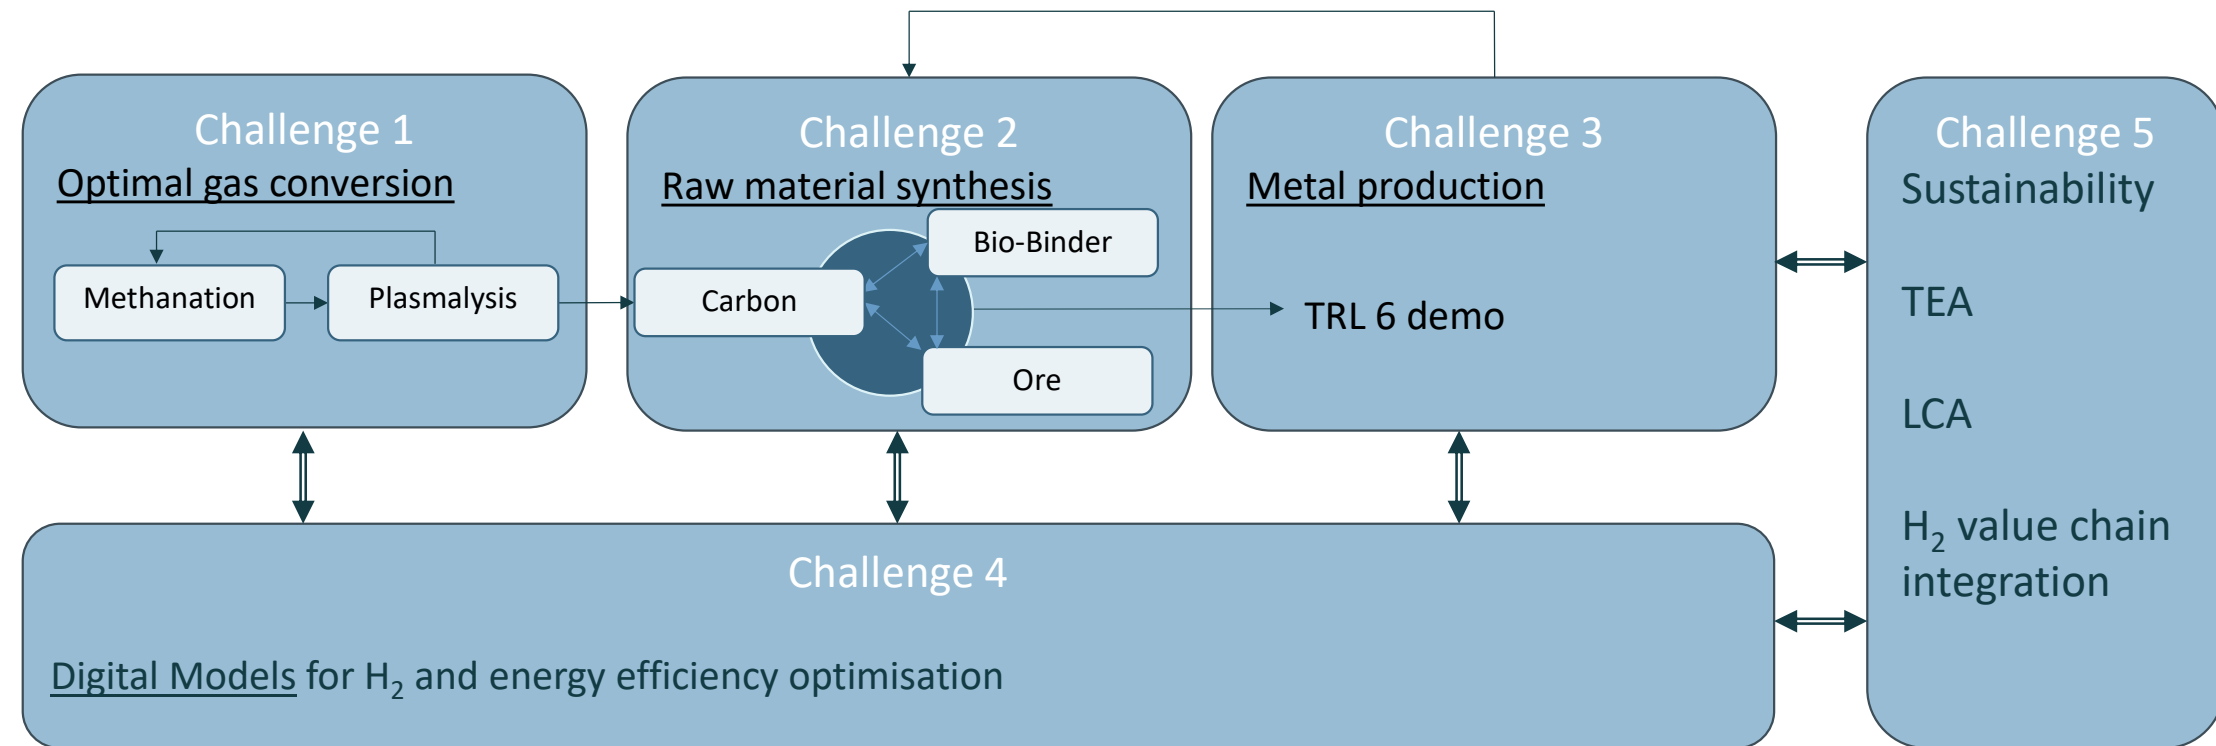 Challenge 1
Optimal gas conversion
Methanation
Plasmalysis
Challenge 2
Raw material synthesis
Bio-Binder
Carbon
Ore
Challenge 3
Metal production
TRL 6 demo
Challenge 4
Digital Models for H₂ and energy efficiency optimisation
Challenge 5
Sustainability
TEA
LCA
H₂ value chain
integration